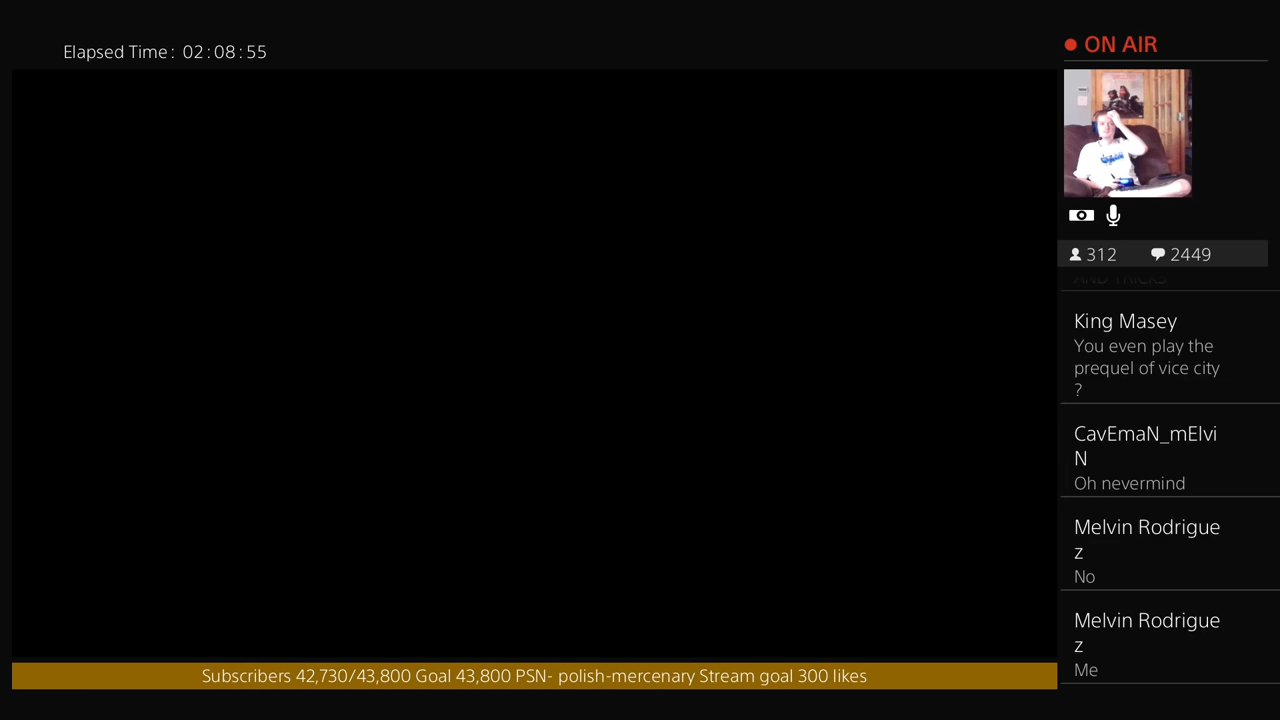 Elapsed Time: 02:08:55
ON AIR
312 2449
AND TRICKS
King Masey
You even play the
prequel of vice city
?
CavEmaN_mElvi
N
Oh nevermind
Melvin Rodrigue
z
No
Melvin Rodrigue
z
Me
Subscribers 42,730/43,800 Goal 43,800 PSN- polish-mercenary Stream goal 300 likes